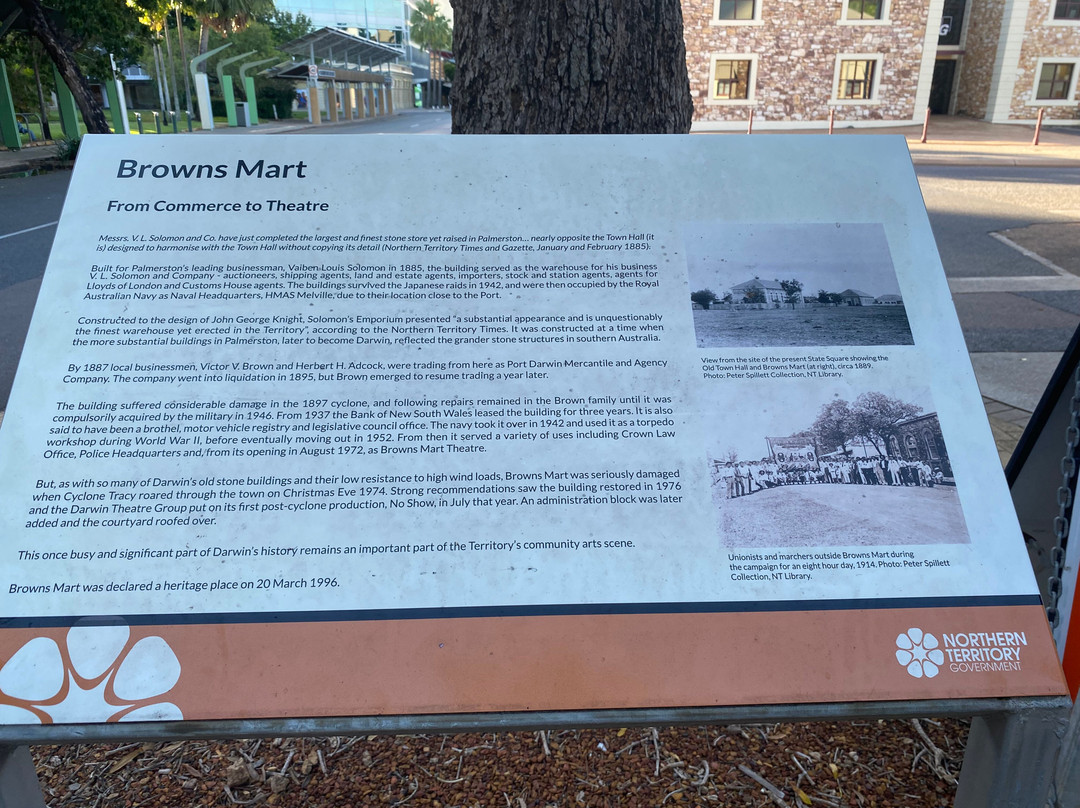 Browns Mart
From Commerce to Theatre
Messrs. V. L. Solomon and Co. have just completed the largest and finest stone store yet raised in Palmerston... nearly opposite the Town Hall (it
is) designed to harmonise with the Town Hall without copying its detail (Northern Territory Times and Gazette, January and February 1885).
Built for Palmerston's leading businessman, Vaiben Louis Solomon in 1885, the building served as the warehouse for his business
V. L. Solomon and Company - auctioneers, shipping agents, land and estate agents, importers, stock and station agents, agents for
Lloyds of London and Customs House agents. The buildings survived the Japanese raids in 1942, and were then occupied by the Royal
Australian Navy as Naval Headquarters, HMAS Melville, due to their location close to the Port.
Constructed to the design of John George Knight, Solomon's Emporium presented "a substantial appearance and is unquestionably
the finest warehouse yet erected in the Territory", according to the Northern Territory Times. It was constructed at a time when
the more substantial buildings in Palmerston, later to become Darwin, reflected the grander stone structures in southern Australia.
By 1887 local businessmen, Victor V. Brown and Herbert H. Adcock, were trading from here as Port Darwin Mercantile and Agency
Company. The company went into liquidation in 1895, but Brown emerged to resume trading a year later.
The building suffered considerable damage in the 1897 cyclone, and following repairs remained in the Brown family until it was
compulsorily acquired by the military in 1946. From 1937 the Bank of New South Wales leased the building for three years. It is also
said to have been a brothel, motor vehicle registry and legislative council office. The navy took it over in 1942 and used it as a torpedo
workshop during World War II, before eventually moving out in 1952. From then it served a variety of uses including Crown Law
Office, Police Headquarters and, from its opening in August 1972, as Browns Mart Theatre.
But, as with so many of Darwin's old stone buildings and their low resistance to high wind loads, Browns Mart was seriously damaged
when Cyclone Tracy roared through the town on Christmas Eve 1974. Strong recommendations saw the building restored in 1976
and the Darwin Theatre Group put on its first post-cyclone production, No Show, in July that year. An administration block was later
added and the courtyard roofed over.
This once busy and significant part of Darwin's history remains an important part of the Territory's community arts scene.
Browns Mart was declared a heritage place on 20 March 1996.
View from the site of the present State Square showing the
Old Town Hall and Browns Mart (at right), circa 1889.
Photo: Peter Spillett Collection, NT Library.
Unionists and marchers outside Browns Mart during
the campaign for an eight hour day, 1914. Photo: Peter Spillett
Collection, NT Library.
NORTHERN
TERRITORY
GOVERNMENT